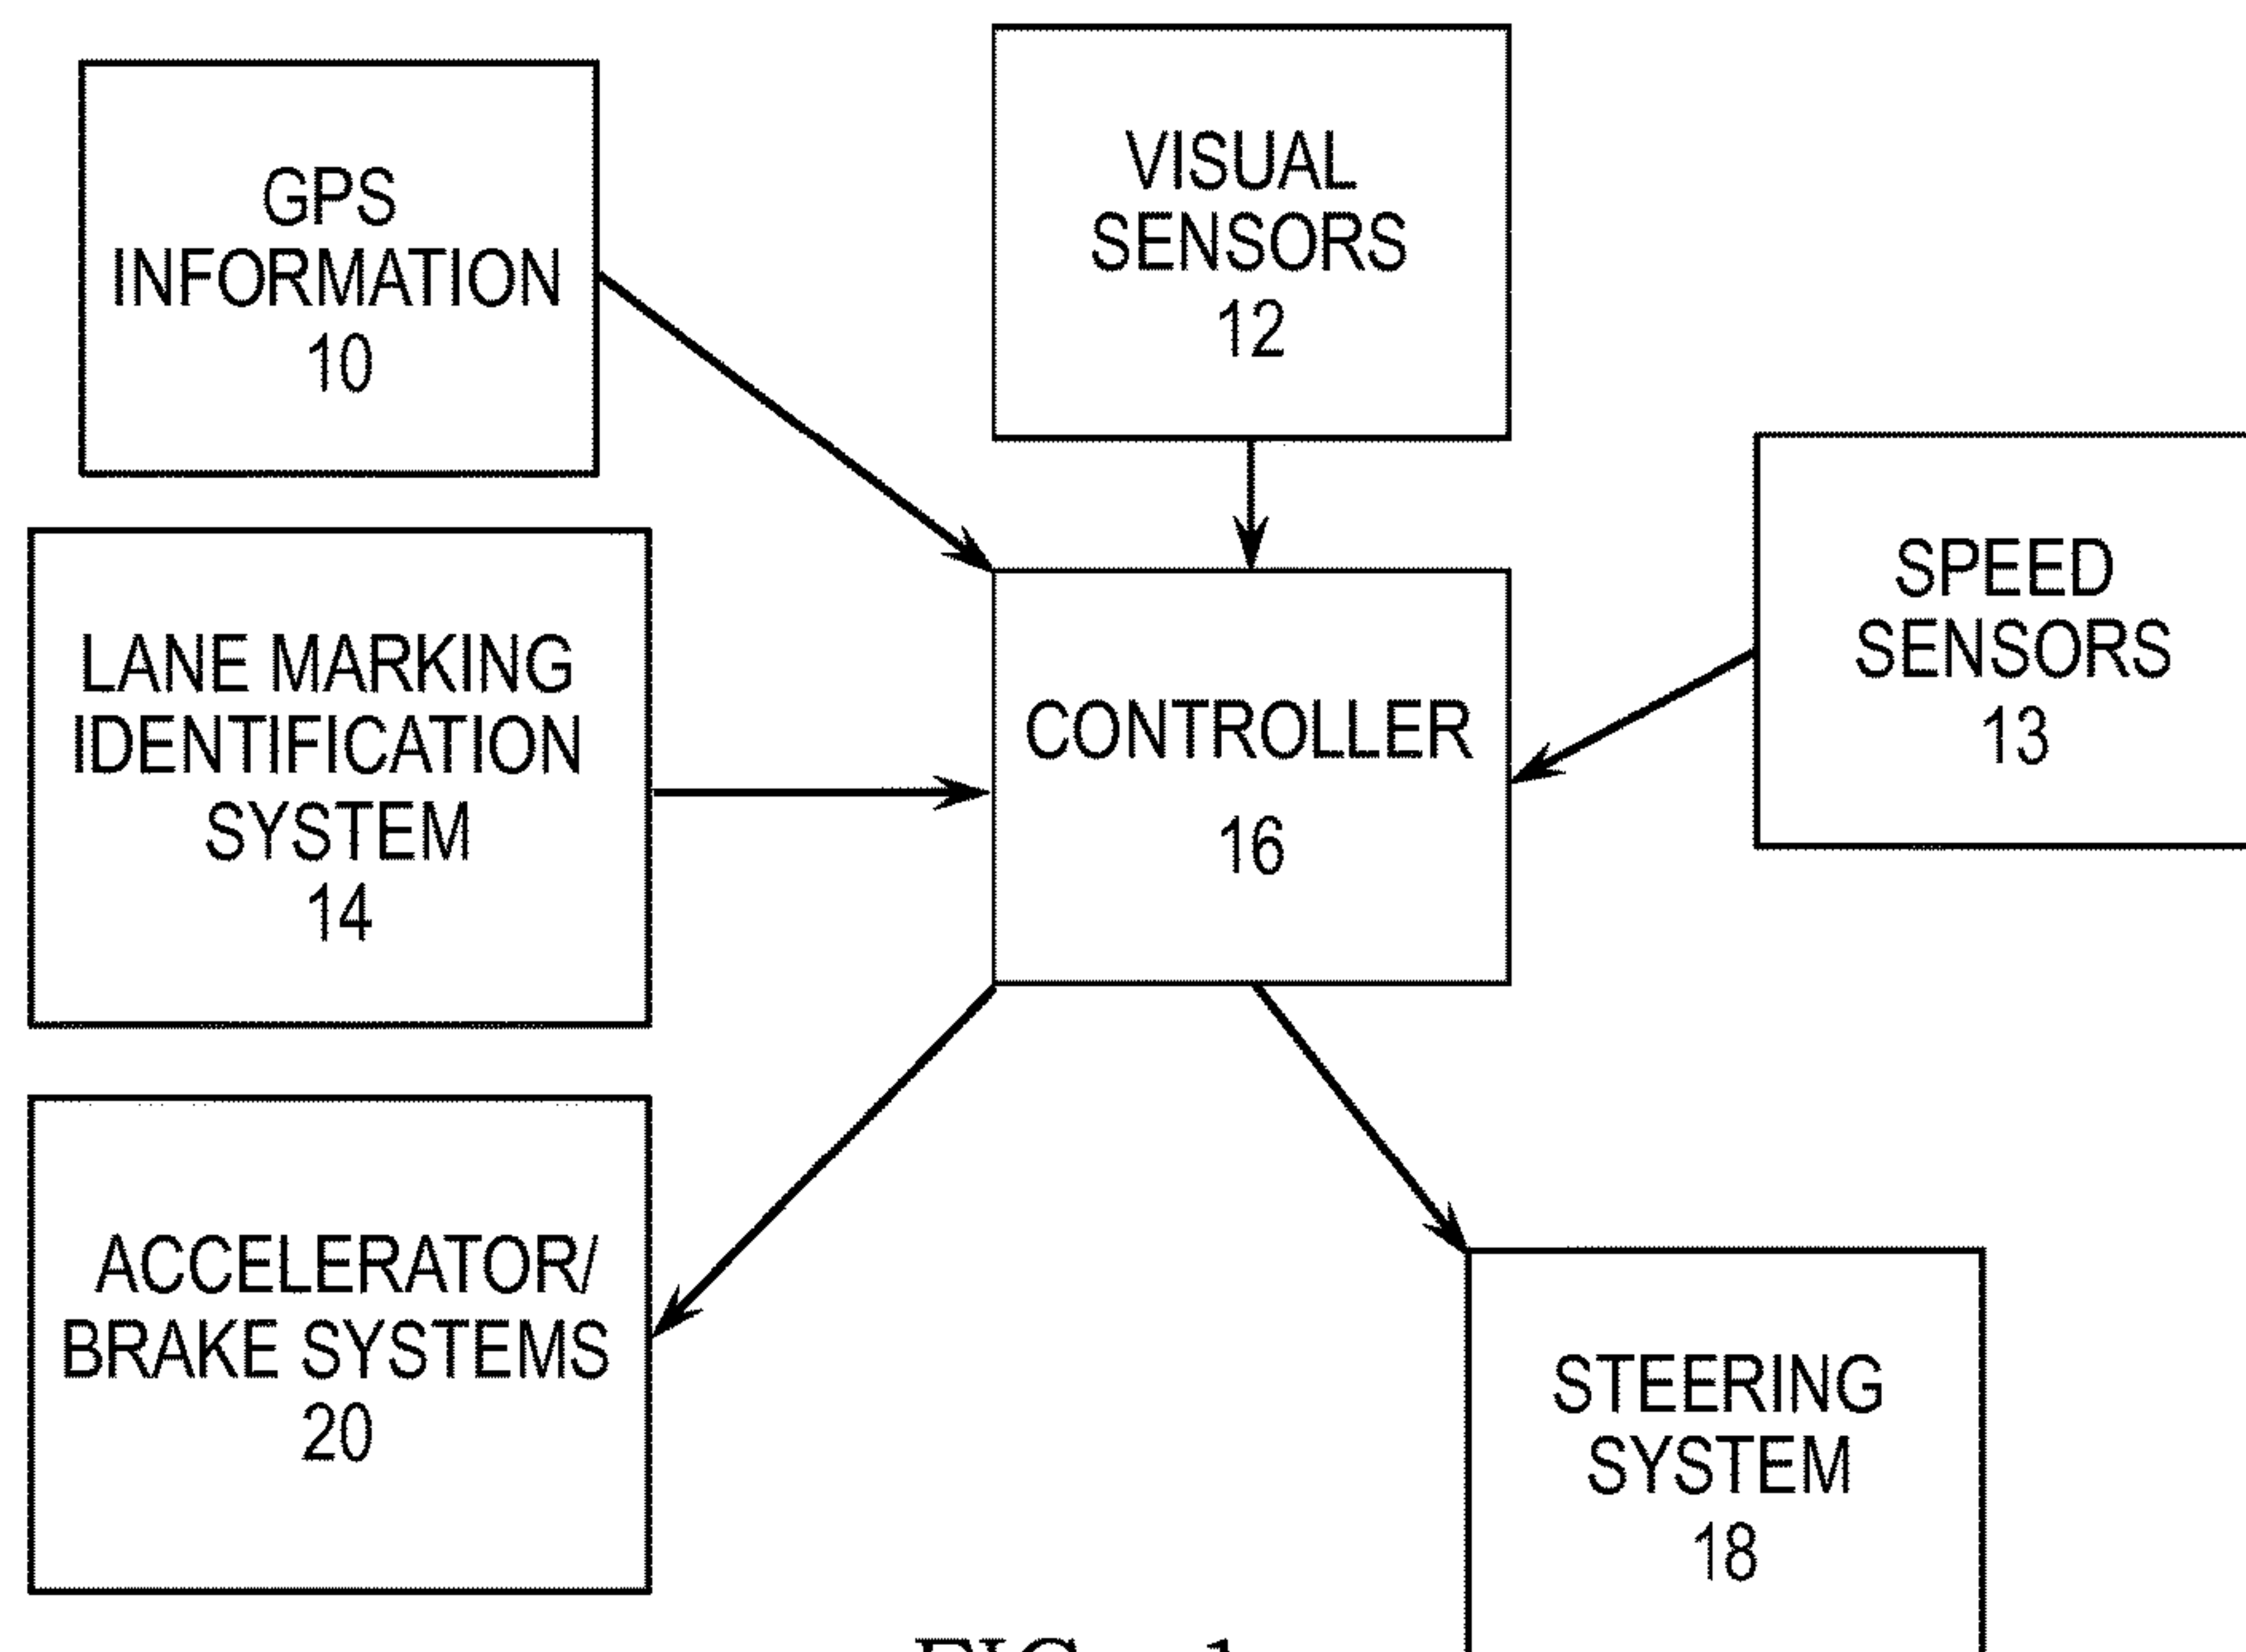 GPS
INFORMATION
10
VISUAL
SENSORS
12
SPEED
SENSORS
13
LANE MARKING
IDENTIFICATION
SYSTEM
14
CONTROLLER
16
ACCELERATOR/
BRAKE SYSTEMS
20
STEERING
SYSTEM
18